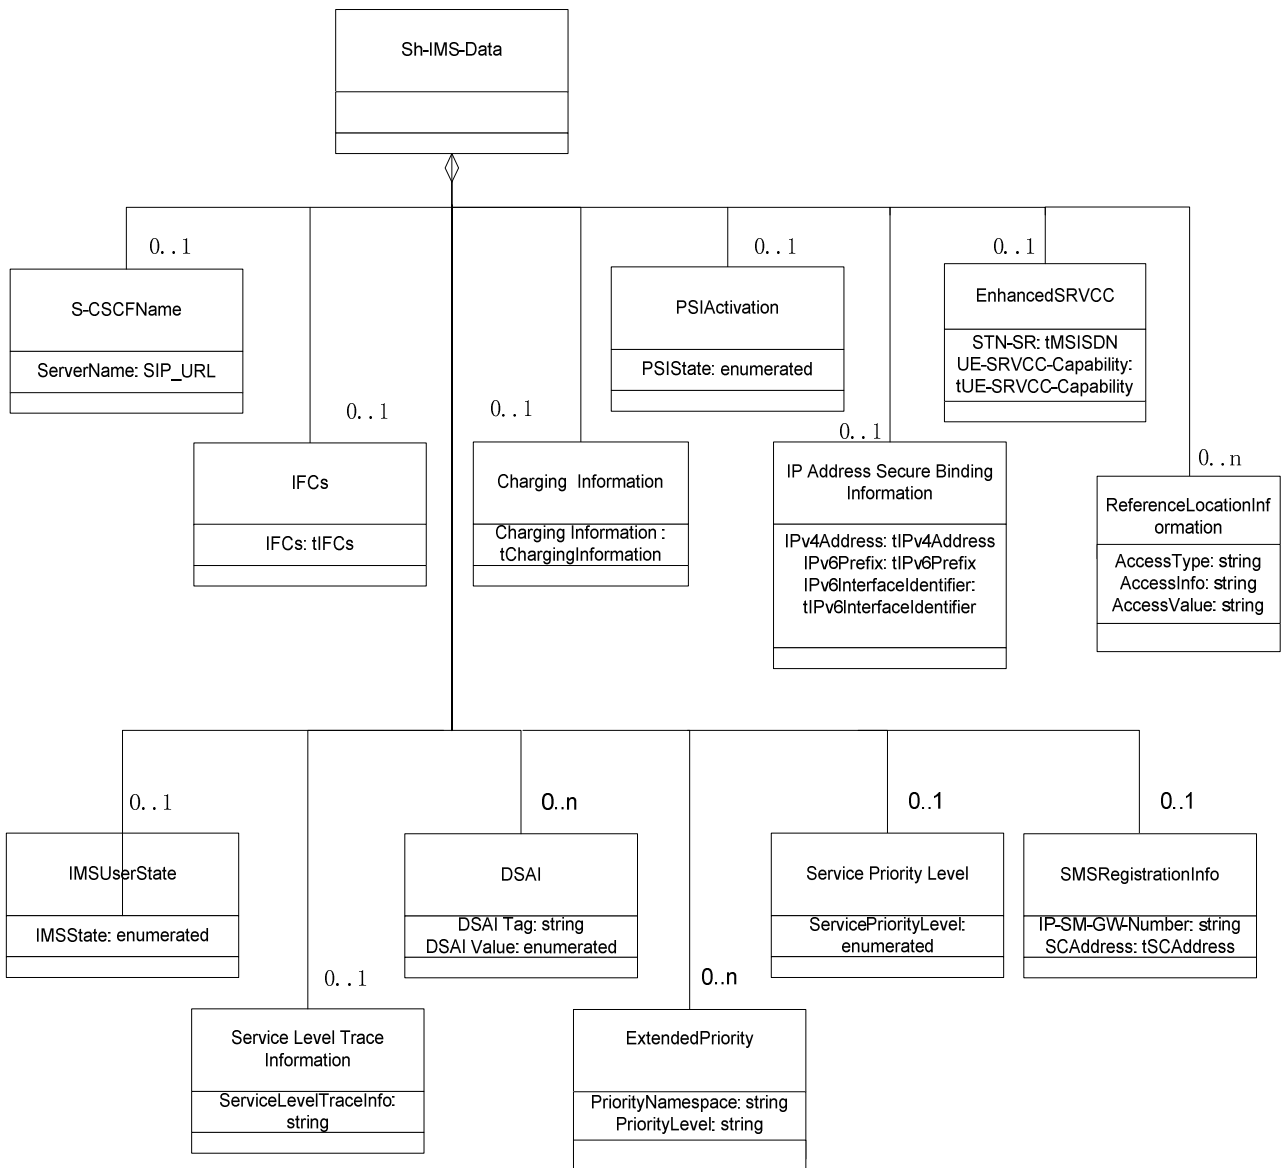 Sh-IMS-Data
0..1
S-CSCFName
ServerName: SIP_URL
0..1
IFCs
IFCs: tIFCs
0..1
Charging Information
Charging Information :
tChargingInformation
0..1
PSIActivation
PSIState: enumerated
0..1
IP Address Secure Binding
Information
IPv4Address: tIPv4Address
IPv6Prefix: tIPv6Prefix
IPv6InterfaceIdentifier:
tIPv6InterfaceIdentifier
0..1
EnhancedSRVCC
STN-SR: tMSISDN
UE-SRVCC-Capability:
tUE-SRVCC-Capability
0..n
ReferenceLocationInf
ormation
AccessType: string
AccessInfo: string
AccessValue: string
0..1
IMSUserState
IMSState: enumerated
0..1
Service Level Trace
Information
ServiceLevelTraceInfo:
string
0..n
DSAI
DSAI Tag: string
DSAI Value: enumerated
0..n
ExtendedPriority
PriorityNamespace: string
PriorityLevel: string
0..1
Service Priority Level
ServicePriorityLevel:
enumerated
0..1
SMSRegistrationInfo
IP-SM-GW-Number: string
SCAddress: tSCAddress